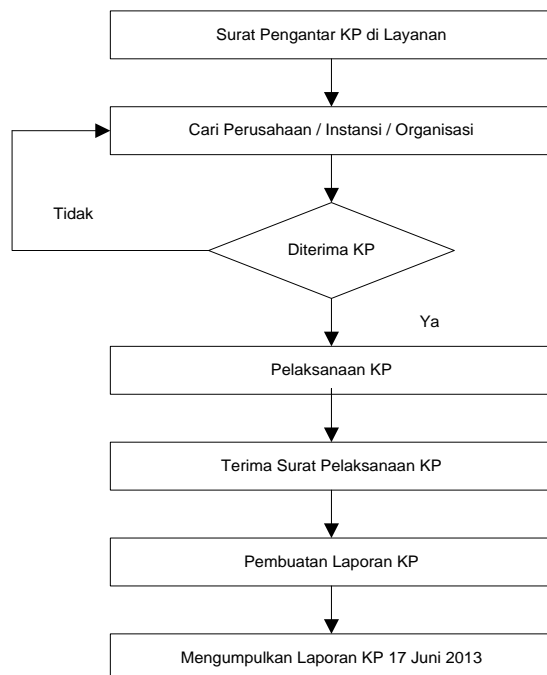 Surat Pengantar KP di Layanan
Cari Perusahaan / Instansi / Organisasi
Tidak
Diterima KP
Ya
Pelaksanaan KP
Terima Surat Pelaksanaan KP
Pembuatan Laporan KP
Mengumpulkan Laporan KP 17 Juni 2013